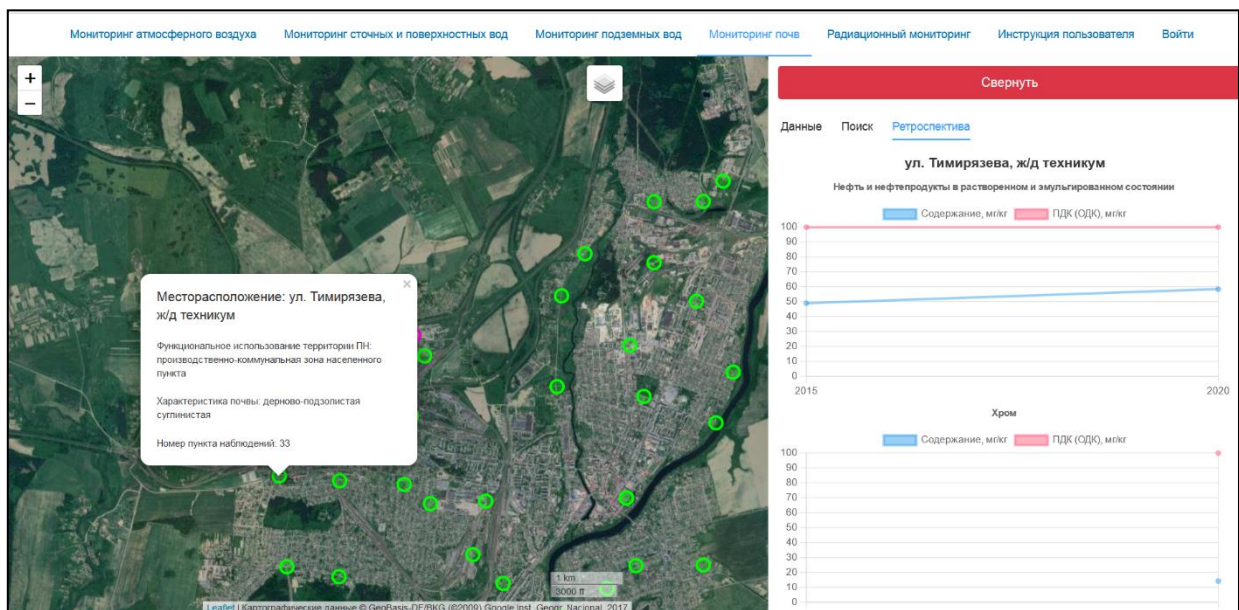 Мониторинг атмосферного воздуха Мониторинг сточных и поверхностных вод Мониторинг подземных вод Мониторинг почв Радиационный мониторинг Инструкция пользователя Войти
+
−
Месторасположение: ул. Тимирязева,
ж/д техникум
×
Функциональное использование территории ПН:
производственно-коммунальная зона населенного
пункта
Характеристика почвы: дерново-подзолистая
суглинистая
Номер пункта наблюдений: 33
1 km
3000 ft
Leaflet | Картографические данные © GeoBasis-DE/BKG (©2009) Google Inst. Geogr. Nacional, 2017
Свернуть
Данные Поиск Ретроспектива
ул. Тимирязева, ж/д техникум
Нефть и нефтепродукты в растворенном и эмульгированном состоянии
Содержание, мг/кг ПДК (ОДК), мг/кг
100
90
80
70
60
50
40
30
20
10
0
2015 2020
Хром
Содержание, мг/кг ПДК (ОДК), мг/кг
100
90
80
70
60
50
40
30
20
10
0